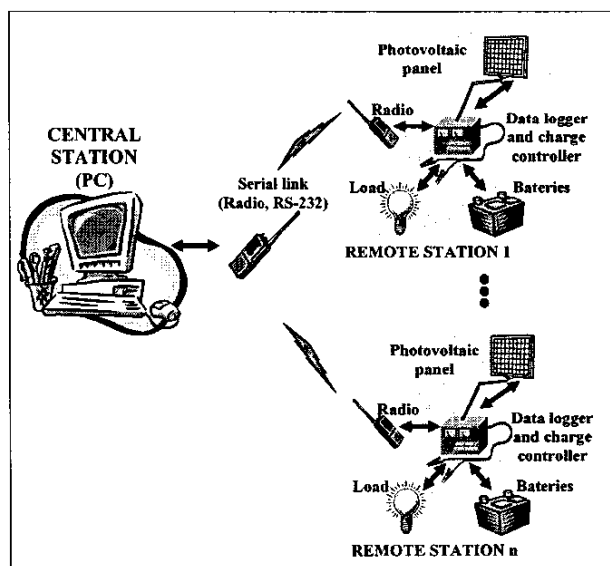 CENTRAL
STATION
(PC)
Serial link
(Radio, RS-232)
Photovoltaic
panel
Radio
Data logger
and charge
controller
Load
Bateries
REMOTE STATION 1
Photovoltaic
panel
Radio
Data logger
and charge
controller
Load
Bateries
REMOTE STATION n